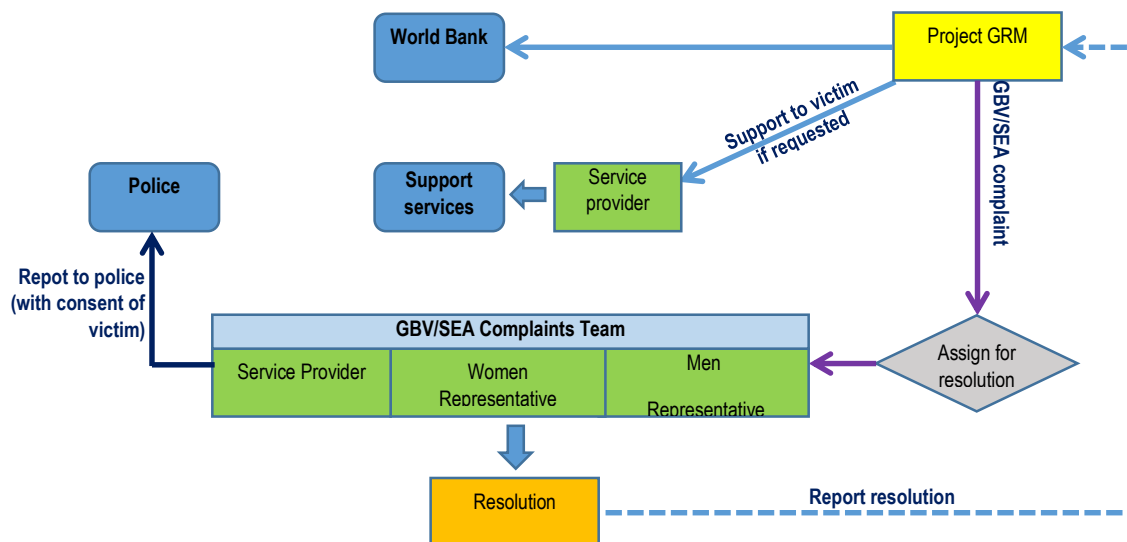 World Bank
Project GRM
Support to victim
if requested
GBV/SEA complaint
Police
Support
services
Service
provider
Repot to police
(with consent of
victim)
GBV/SEA Complaints Team
Service Provider
Women
Representative
Men
Representative
Assign for
resolution
Resolution
Report resolution